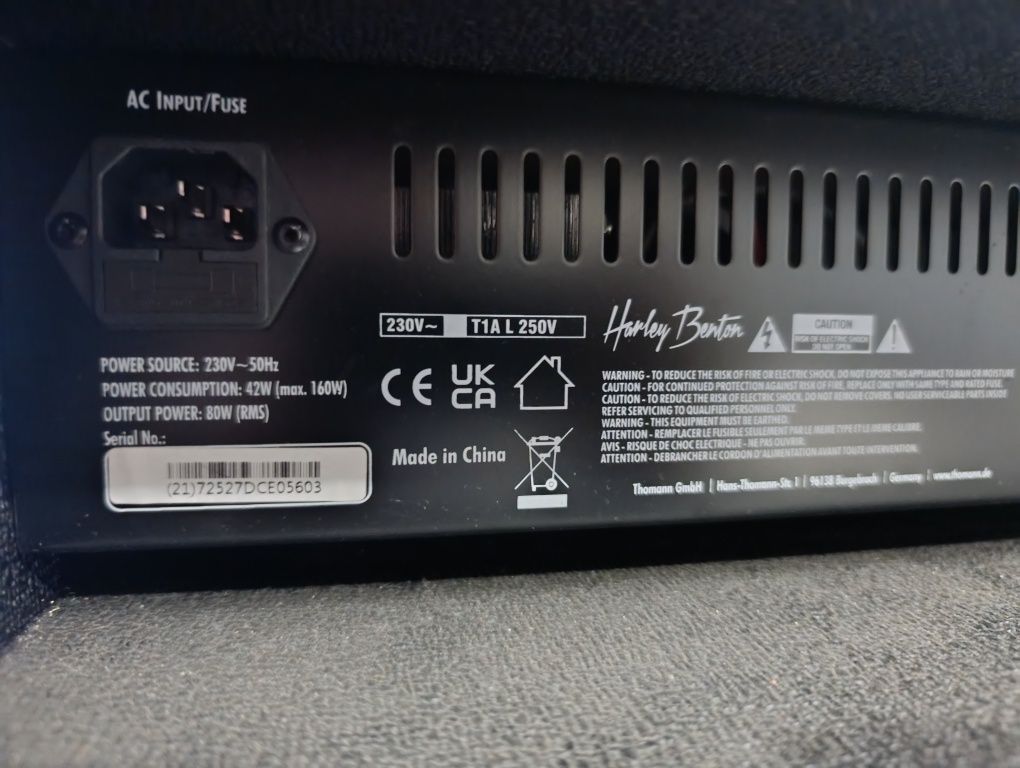 AC INPUT/FUSE
230V~ T1A L 250V
Harley Benton
CAUTION
RISK OF ELECTRIC SHOCK
DO NOT OPEN
POWER SOURCE: 230V~50Hz
POWER CONSUMPTION: 42W (max. 160W)
OUTPUT POWER: 80W (RMS)
Serial No.:
(21)72527DCE05603
CE
UK
CA
Made in China
WARNING - TO REDUCE THE RISK OF FIRE OR ELECTRIC SHOCK, DO NOT EXPOSE THIS APPLIANCE TO RAIN OR MOISTURE
CAUTION - FOR CONTINUED PROTECTION AGAINST RISK OF FIRE, REPLACE ONLY WITH SAME TYPE AND RATED FUSE.
CAUTION - TO REDUCE THE RISK OF ELECTRIC SHOCK, DO NOT REMOVE COVERS. NO USER SERVICEABLE PARTS INSIDE
REFER SERVICING TO QUALIFIED PERSONNEL ONLY.
WARNING - THIS EQUIPMENT MUST BE EARTHED.
ATTENTION - REMPLACER LE FUSIBLE SEULEMENT PAR LE MEME TYPE ET LE MEME CALIBRE.
AVIS - RISQUE DE CHOC ELECTRIQUE - NE PAS OUVRIR.
ATTENTION - DEBRANCHER LE CORDON D'ALIMENTATION AVANT TOUTE INTERVENTION.
Thomann GmbH | Hans-Thomann-Str. 1 | 96138 Burgebrach | Germany | www.thomann.de